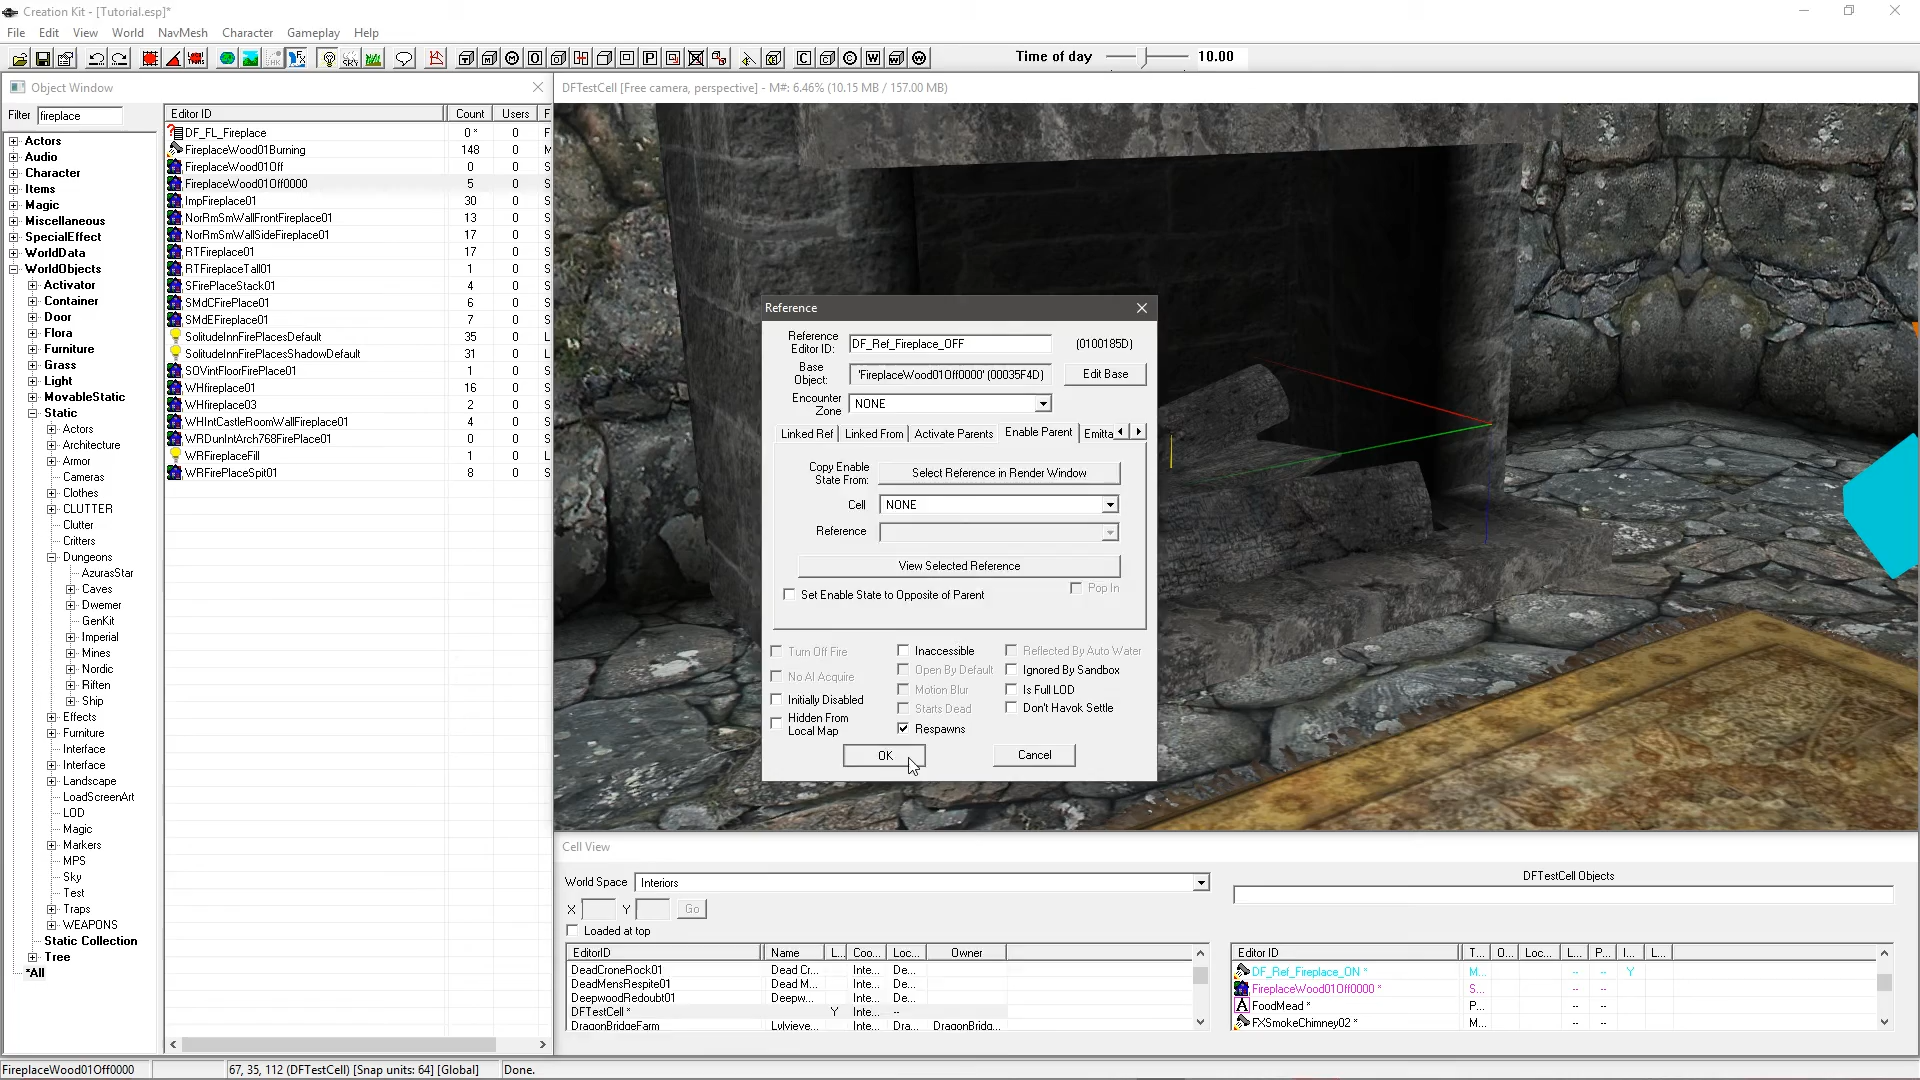 Creation Kit - [Tutorial.esp]*
File Edit View World NavMesh Character Gameplay Help
Time of day 10.00
Object Window
Filter fireplace
Actors
Audio
Character
Items
Magic
Miscellaneous
SpecialEffect
WorldData
WorldObjects
Activator
Container
Door
Flora
Furniture
Grass
Light
MovableStatic
Static
Actors
Architecture
Armor
Cameras
Clothes
CLUTTER
Clutter
Critters
Dungeons
AzurasStar
Caves
Dwemer
GenKit
Imperial
Mines
Nordic
Riften
Ship
Effects
Furniture
Interface
Interface
Landscape
LoadScreenArt
LOD
Magic
Markers
MPS
Sky
Test
Traps
WEAPONS
Static Collection
Tree
*All
Editor ID Count Users F
DF_FL_Fireplace 0 * 0 F
FireplaceWood01Burning 148 0 M
FireplaceWood01Off 0 0 S
FireplaceWood01Off0000 5 0 S
ImpFireplace01 30 0 S
NorRmSmWallFrontFireplace01 13 0 S
NorRmSmWallSideFireplace01 17 0 S
RTFireplace01 17 0 S
RTFireplaceTall01 1 0 S
SFirePlaceStack01 4 0 S
SMdCFirePlace01 6 0 S
SMdEFireplace01 7 0 S
SolitudeInnFirePlacesDefault 35 0 L
SolitudeInnFirePlacesShadowDefault 31 0 L
SOVintFloorFirePlace01 1 0 S
WHfireplace01 16 0 S
WHfireplace03 2 0 S
WHIntCastleRoomWallFireplace01 4 0 S
WRDunIntArch768FirePlace01 0 0 S
WRFireplaceFill 1 0 L
WRFirePlaceSpit01 8 0 S
DFTestCell [Free camera, perspective] - M#: 6.46% (10.15 MB / 157.00 MB)
Reference
Reference Editor ID: DF_Ref_Fireplace_OFF (0100185D)
Base Object: 'FireplaceWood01Off0000' (00035F4D) Edit Base
Encounter Zone NONE
Linked Ref Linked From Activate Parents Enable Parent Emitta
Copy Enable State From: Select Reference in Render Window
Cell NONE
Reference
View Selected Reference
Set Enable State to Opposite of Parent Pop In
Turn Off Fire Inaccessible Reflected By Auto Water
No AI Acquire Open By Default Ignored By Sandbox
Initially Disabled Motion Blur Is Full LOD
Hidden From Local Map Starts Dead Don't Havok Settle
Respawns
OK Cancel
Cell View
World Space Interiors
X Y Go
Loaded at top
EditorID Name L... Coo... Loc... Owner
DeadCroneRock01 Dead Cr... Inte... De...
DeadMensRespite01 Dead M... Inte... De...
DeepwoodRedoubt01 Deepw... Inte... De...
DFTestCell * Y Inte... --
DragonBridgeFarm Lylvieve... Inte... Dra... DragonBridg...
DFTestCell Objects
Editor ID T... O... Loc... L... P... I... L...
DF_Ref_Fireplace_ON * M... -- -- Y
FireplaceWood01Off0000 * S... -- --
A FoodMead * P... -- --
FXSmokeChimney02 * M... -- --
FireplaceWood01Off0000 67, 35, 112 (DFTestCell) [Snap units: 64] [Global] Done.